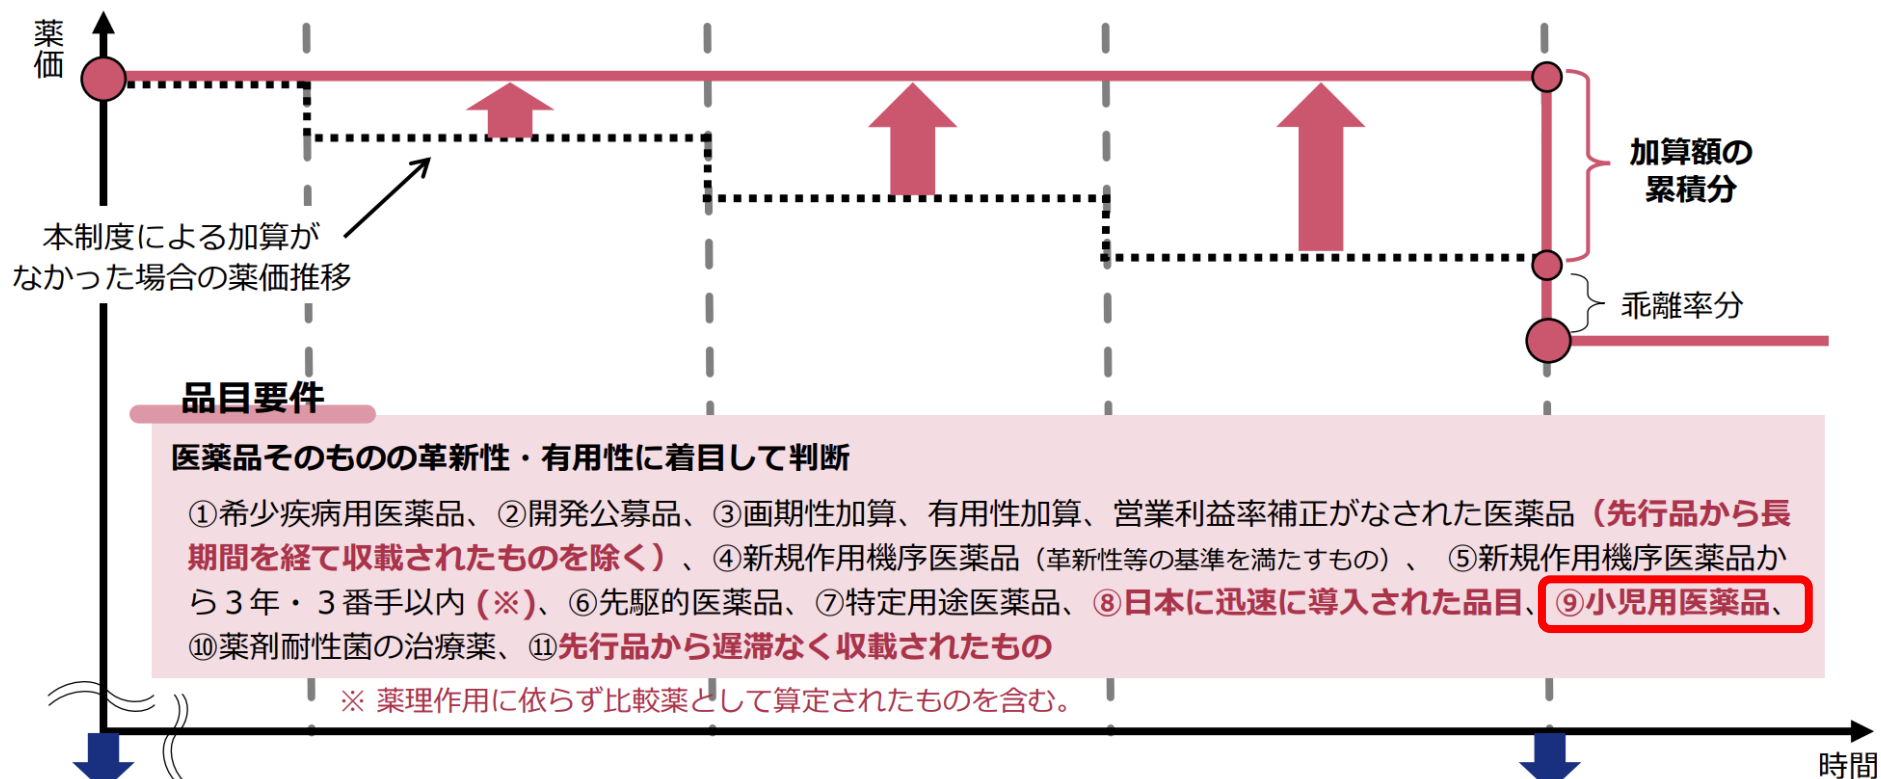 薬価
加算額の
累積分
本制度による加算が
なかった場合の薬価推移
乖離率分
品目要件
医薬品そのものの革新性・有用性に着目して判断
①希少疾病用医薬品、②開発公募品、③画期性加算、有用性加算、営業利益率補正がなされた医薬品（先行品から長
期間を経て収載されたものを除く）、④新規作用機序医薬品（革新性等の基準を満たすもの）、 ⑤新規作用機序医薬品か
ら３年・３番手以内 (※)、⑥先駆的医薬品、⑦特定用途医薬品、⑧日本に迅速に導入された品目、⑨小児用医薬品、
⑩薬剤耐性菌の治療薬、⑪先行品から遅滞なく収載されたもの
※ 薬理作用に依らず比較薬として算定されたものを含む。
時間